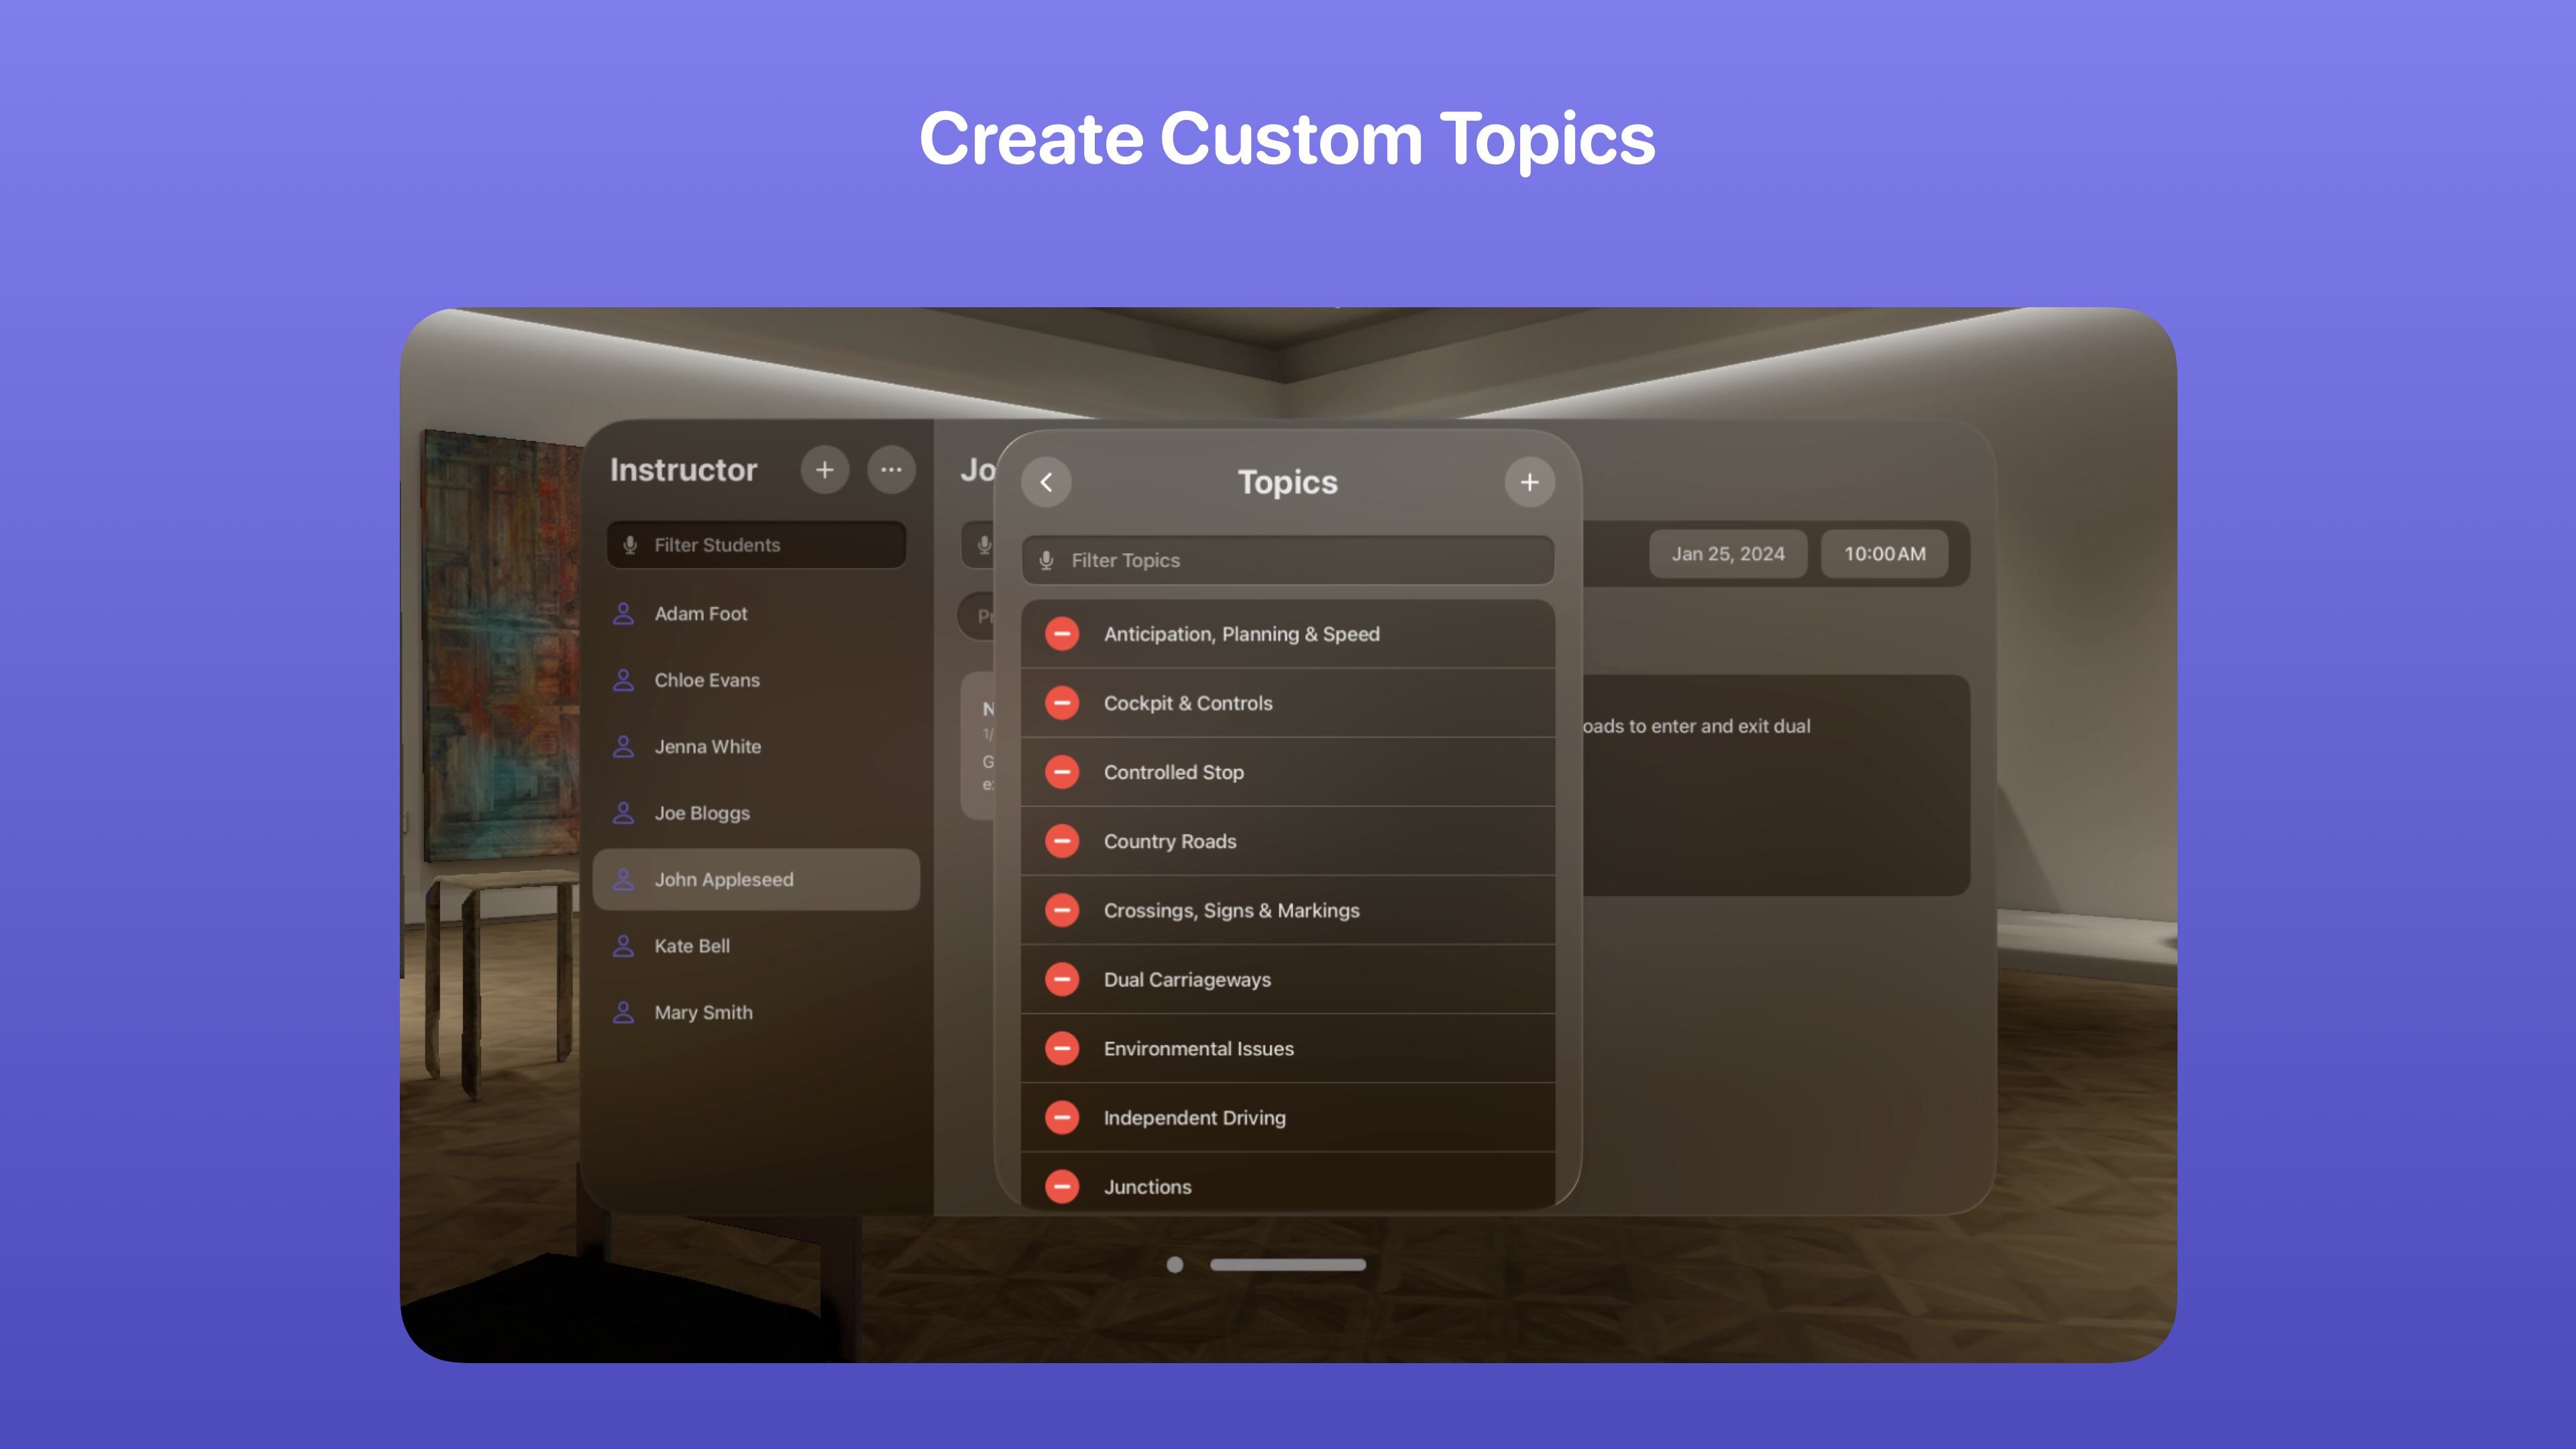 Create Custom Topics
Instructor
Filter Students
Adam Foot
Chloe Evans
Jenna White
Joe Bloggs
John Appleseed
Kate Bell
Mary Smith
Jo
Topics
Filter Topics
Anticipation, Planning & Speed
Cockpit & Controls
Controlled Stop
Country Roads
Crossings, Signs & Markings
Dual Carriageways
Environmental Issues
Independent Driving
Junctions
Jan 25, 2024
10:00 AM
oads to enter and exit dual